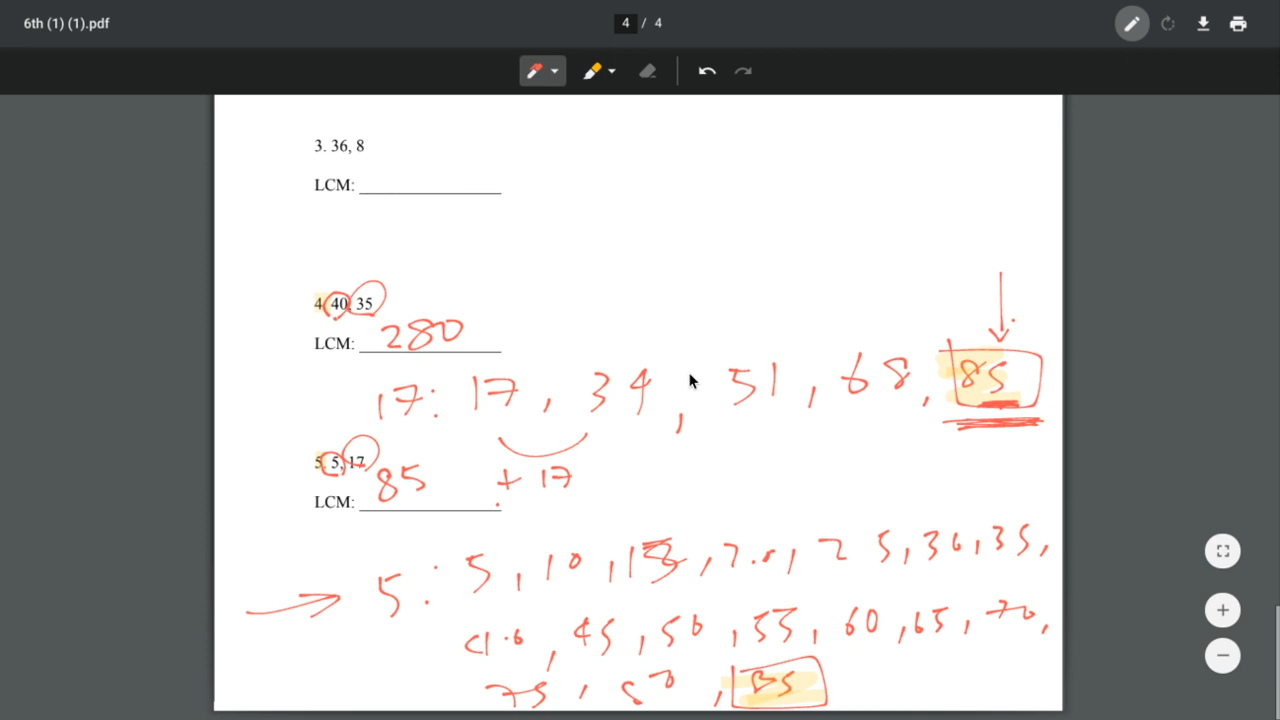 6th (1) (1).pdf
4 / 4
3. 36, 8
LCM: ________________
4. 40, 35
LCM: 280
17: 17, 34, 51, 68, 85
5. 5, 17
LCM: 85
+ 17
5: 5, 10, 15, 20, 25, 30, 35,
40, 45, 50, 55, 60, 65, 70,
75, 80, 85